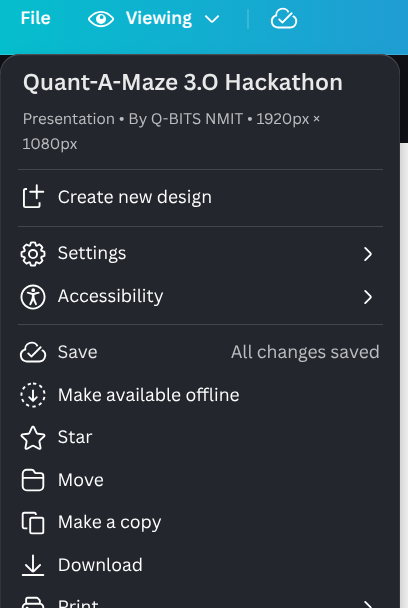 File Viewing
Quant-A-Maze 3.O Hackathon
Presentation • By Q-BITS NMIT • 1920px ×
1080px
Create new design
Settings
Accessibility
Save All changes saved
Make available offline
Star
Move
Make a copy
Download
Print